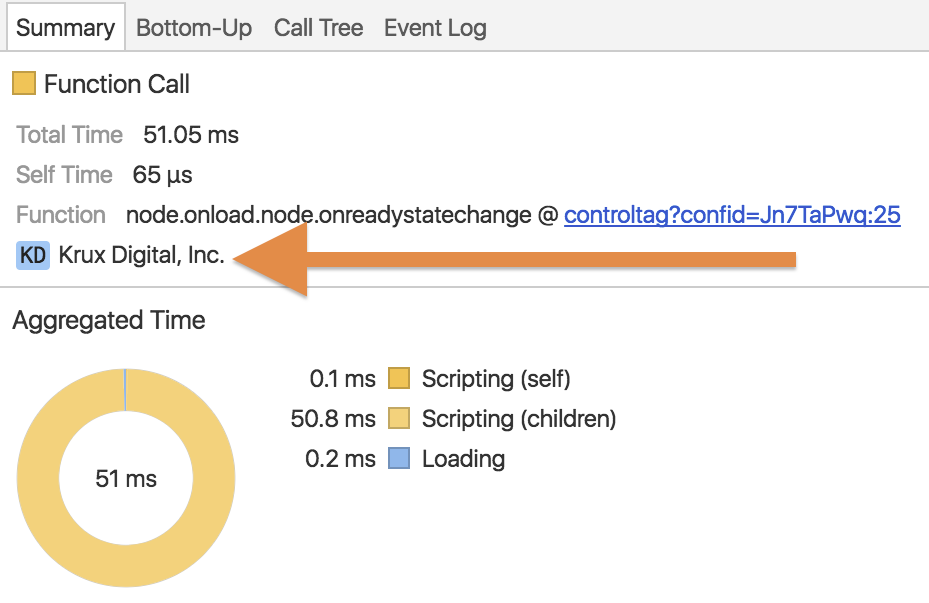 Summary Bottom-Up Call Tree Event Log
Function Call
Total Time 51.05 ms
Self Time 65 µs
Function node.onload.node.onreadystatechange @ controltag?confid=Jn7TaPwq:25
KD Krux Digital, Inc.
Aggregated Time
0.1 ms Scripting (self)
50.8 ms Scripting (children)
0.2 ms Loading
51 ms